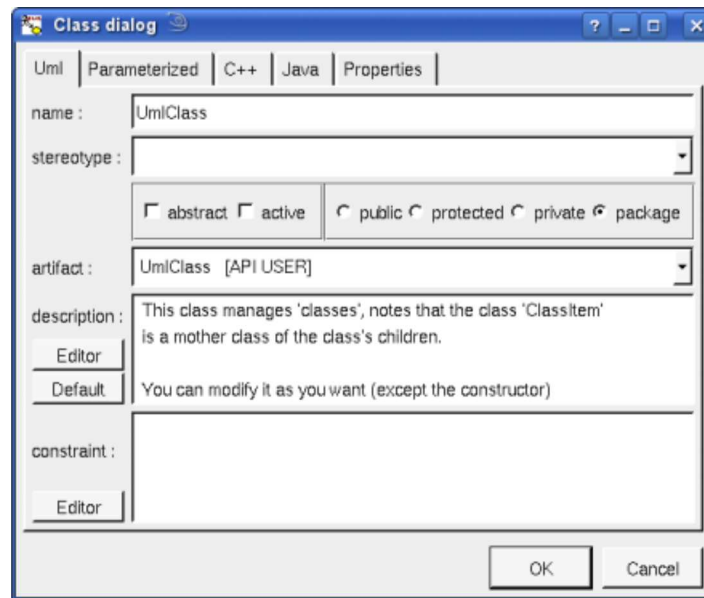 Class dialog
Uml Parameterized C++ Java Properties
name : UmlClass
stereotype :
abstract active public protected private package
artifact : UmlClass [API USER]
description : This class manages 'classes', notes that the class 'ClassItem'
is a mother class of the class's children.
Editor
Default You can modify it as you want (except the constructor)
constraint :
Editor
OK Cancel